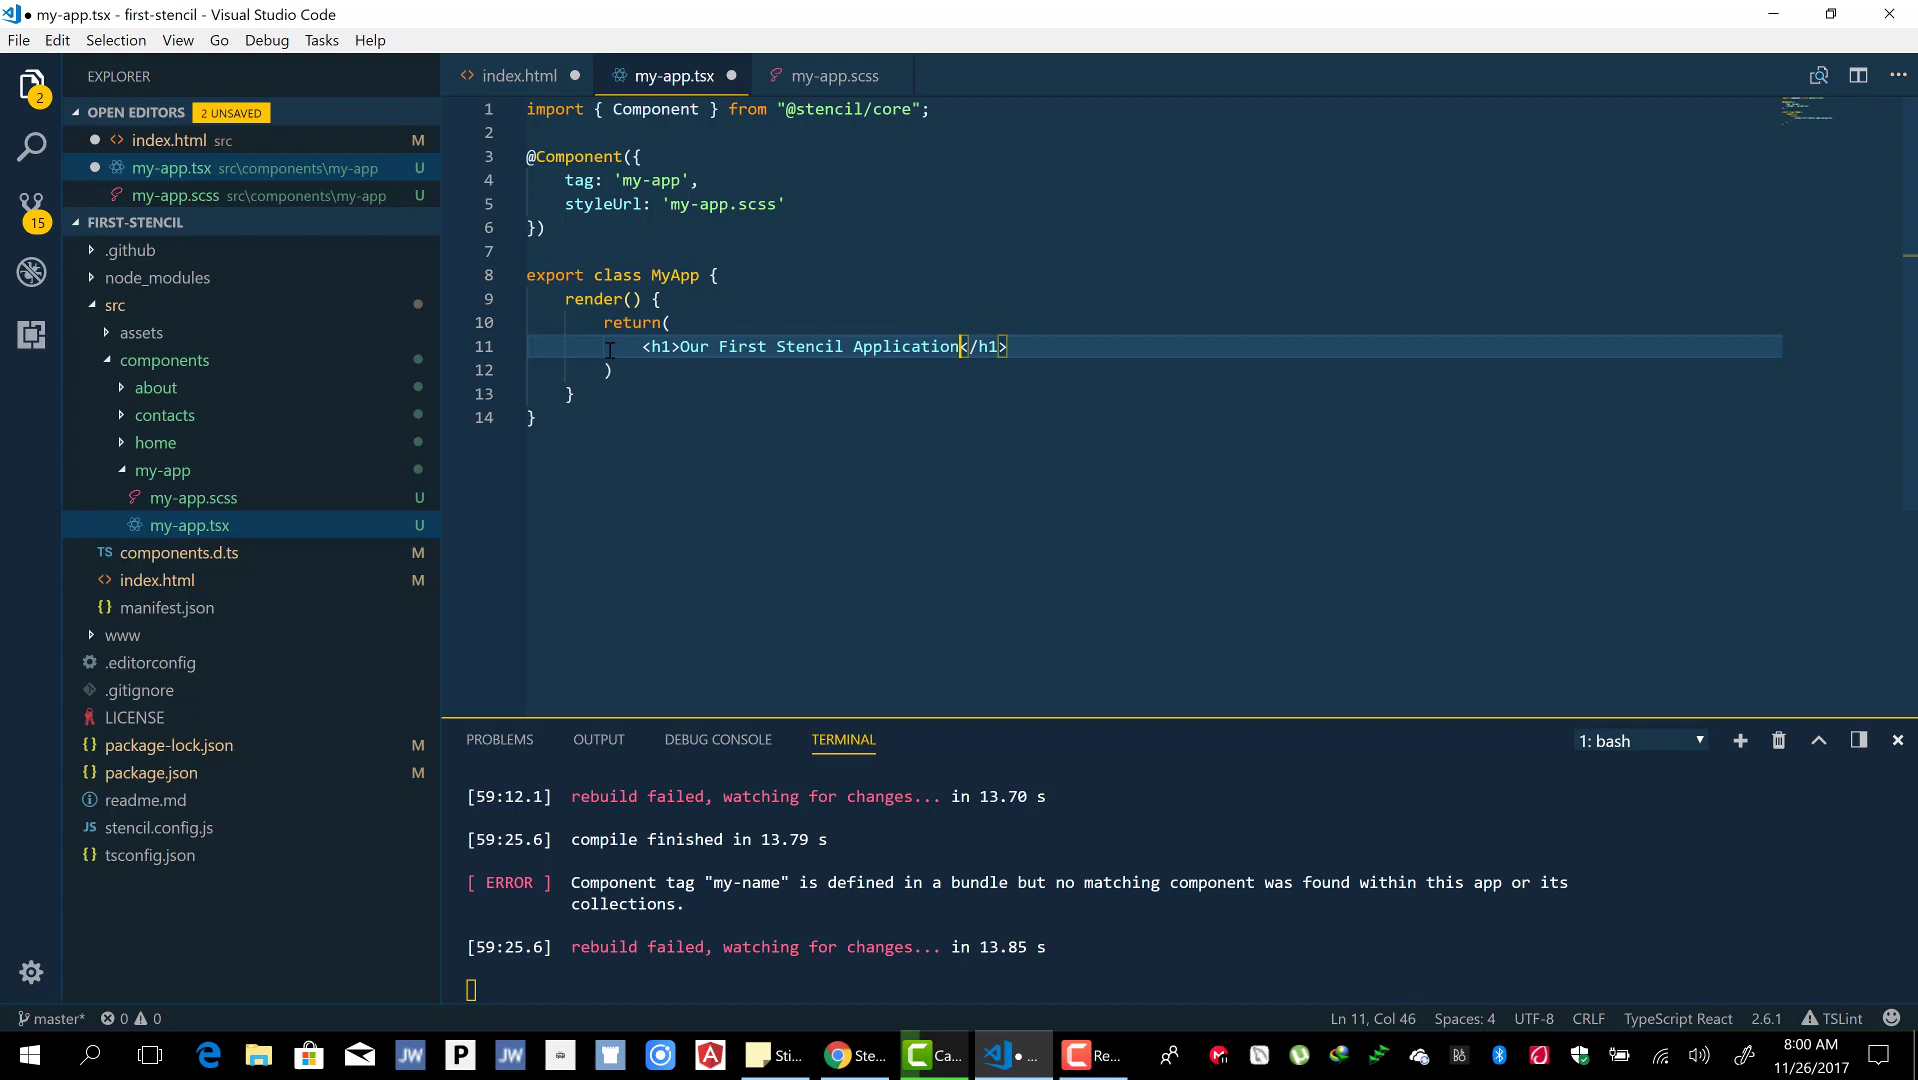 my-app.tsx - first-stencil - Visual Studio Code
File Edit Selection View Go Debug Tasks Help
EXPLORER
OPEN EDITORS 2 UNSAVED
index.html src M
my-app.tsx src\components\my-app U
my-app.scss src\components\my-app U
FIRST-STENCIL
.github
node_modules
src
assets
components
about
contacts
home
my-app
my-app.scss U
my-app.tsx U
TS components.d.ts M
index.html M
manifest.json
www
.editorconfig
.gitignore
LICENSE
package-lock.json M
package.json M
readme.md
JS stencil.config.js
tsconfig.json
2
15
index.html my-app.tsx my-app.scss
1 import { Component } from "@stencil/core";
2
3 @Component({
4 tag: 'my-app',
5 styleUrl: 'my-app.scss'
6 })
7
8 export class MyApp {
9 render() {
10 return(
11 <h1>Our First Stencil Application</h1>
12 )
13 }
14 }
PROBLEMS OUTPUT DEBUG CONSOLE TERMINAL 1: bash
[59:12.1] rebuild failed, watching for changes... in 13.70 s
[59:25.6] compile finished in 13.79 s
[ ERROR ] Component tag "my-name" is defined in a bundle but no matching component was found within this app or its
collections.
[59:25.6] rebuild failed, watching for changes... in 13.85 s
master* 0 0 Ln 11, Col 46 Spaces: 4 UTF-8 CRLF TypeScript React 2.6.1 TSLint
JW P JW Sti... Ste... Ca... ... Re... 8:00 AM
11/26/2017